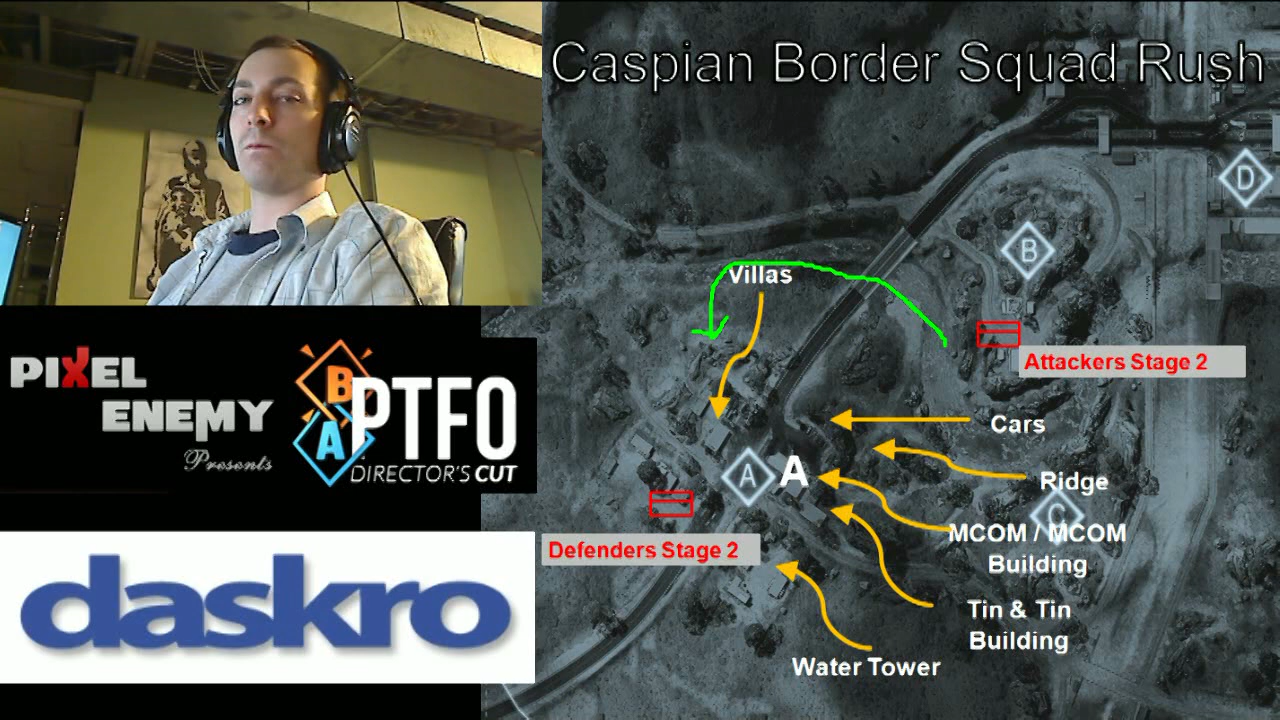 Caspian Border Squad Rush
D
B
Villas
Attackers Stage 2
PIXEL
ENEMY
Presents
B
A
PTFO
DIRECTOR'S CUT
Cars
A
A
Ridge
C
MCOM / MCOM
Building
Defenders Stage 2
Tin & Tin
Building
Water Tower
daskro